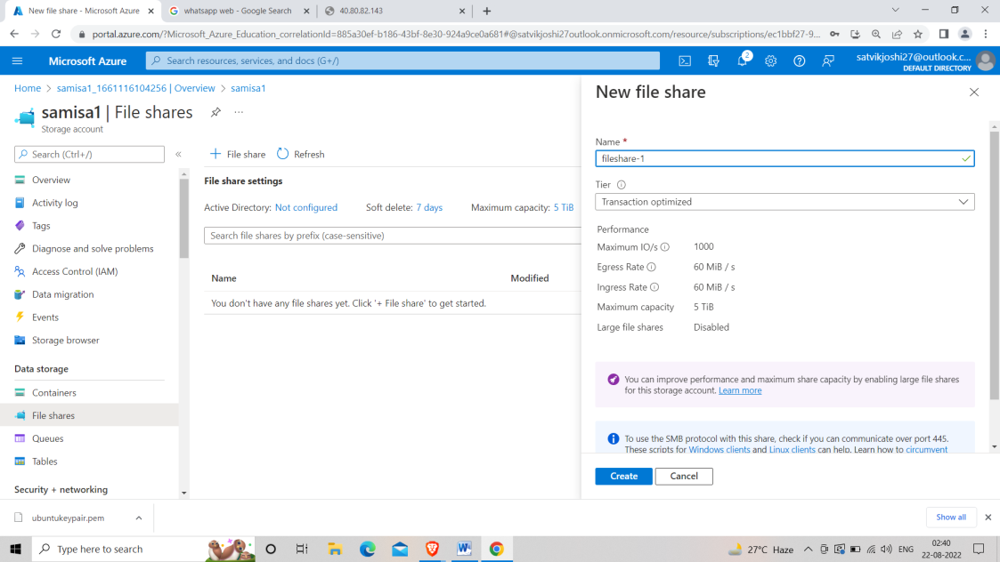 New file share - Microsoft Azure
whatsapp web - Google Search
40.80.82.143
portal.azure.com/?Microsoft_Azure_Education_correlationId=885a30ef-b186-43bf-8e30-924a9ce0a681#@satvikjoshi27outlook.onmicrosoft.com/resource/subscriptions/ec1bbf27-9...
Microsoft Azure
Search resources, services, and docs (G+/)
2
satvikjoshi27@outlook.c...
DEFAULT DIRECTORY
Home > samisa1_1661116104256 | Overview > samisa1
samisa1 | File shares
Storage account
Search (Ctrl+/)
Overview
Activity log
Tags
Diagnose and solve problems
Access Control (IAM)
Data migration
Events
Storage browser
Data storage
Containers
File shares
Queues
Tables
Security + networking
File share
Refresh
File share settings
Active Directory: Not configured
Soft delete: 7 days
Maximum capacity: 5 TiB
Search file shares by prefix (case-sensitive)
Name
Modified
You don't have any file shares yet. Click '+ File share' to get started.
New file share
Name *
fileshare-1
Tier
Transaction optimized
Performance
Maximum IO/s 1000
Egress Rate 60 MiB / s
Ingress Rate 60 MiB / s
Maximum capacity 5 TiB
Large file shares Disabled
You can improve performance and maximum share capacity by enabling large file shares
for this storage account. Learn more
To use the SMB protocol with this share, check if you can communicate over port 445.
These scripts for Windows clients and Linux clients can help. Learn how to circumvent
Create
Cancel
ubuntukeypair.pem
Show all
Type here to search
27°C Haze
ENG
02:40
22-08-2022